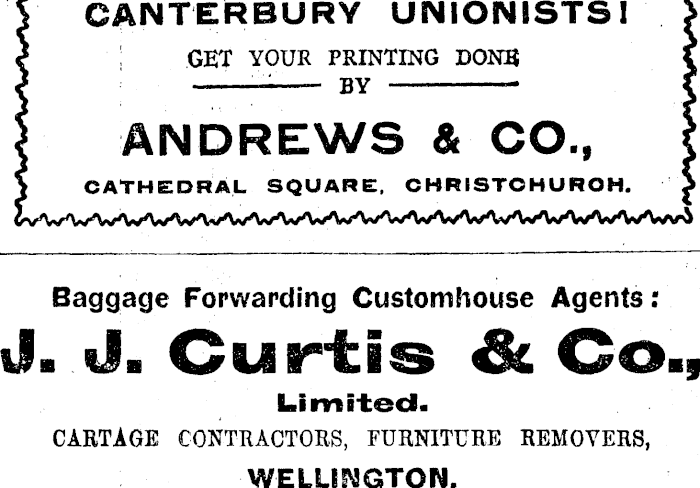 CANTERBURY UNIONISTS!
GET YOUR PRINTING DONE
BY
ANDREWS & CO.,
CATHEDRAL SQUARE, CHRISTCHURCH.
Baggage Forwarding Customhouse Agents:
J. J. Curtis & Co.,
Limited.
CARTAGE CONTRACTORS, FURNITURE REMOVERS,
WELLINGTON.